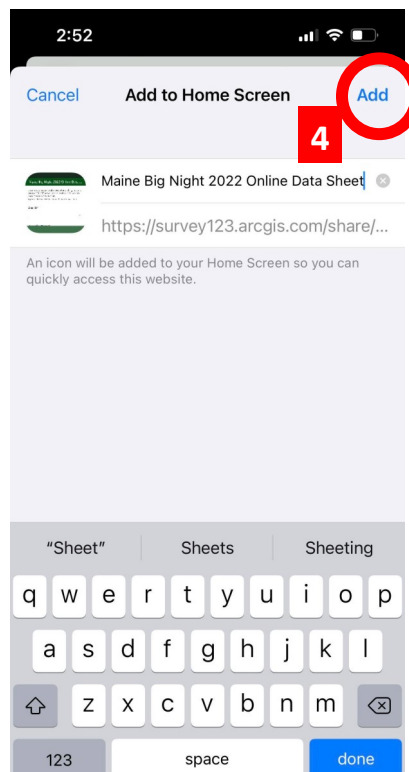 2:52
Cancel Add to Home Screen Add
4
Maine Big Night 2022 Online Data Sheet
https://survey123.arcgis.com/share/...
An icon will be added to your Home Screen so you can
quickly access this website.
"Sheet" Sheets Sheeting
q w e r t y u i o p
a s d f g h j k l
z x c v b n m
123 space done